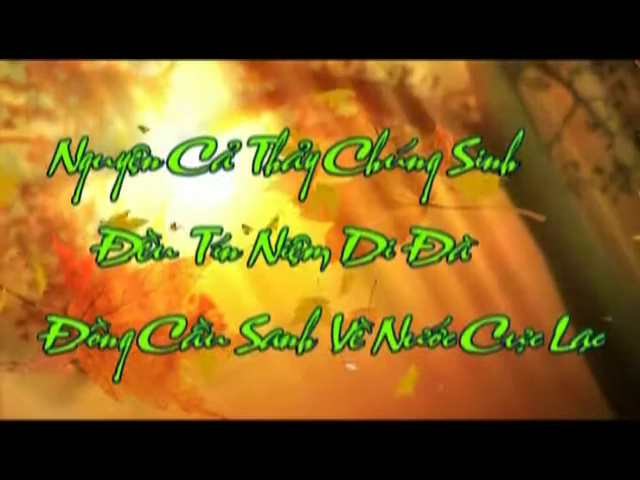 Nguyện Cả Thảy Chúng Sinh
Đều Tín Niệm Di Đà
Đồng Cầu Sanh Về Nước Cực Lạc